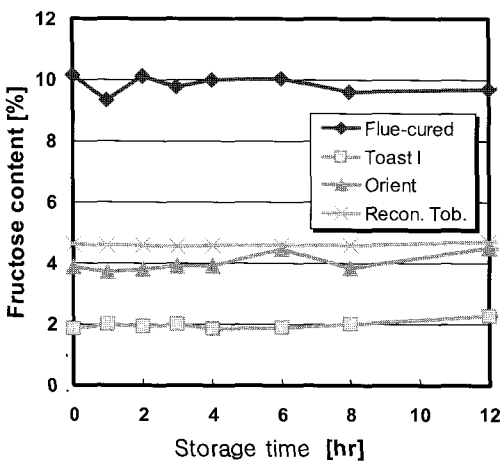 Fructose content [%]
12
10
8
6
4
2
0
Flue-cured
Toast I
Orient
Recon. Tob.
0 2 4 6 8 10 12
Storage time [hr]